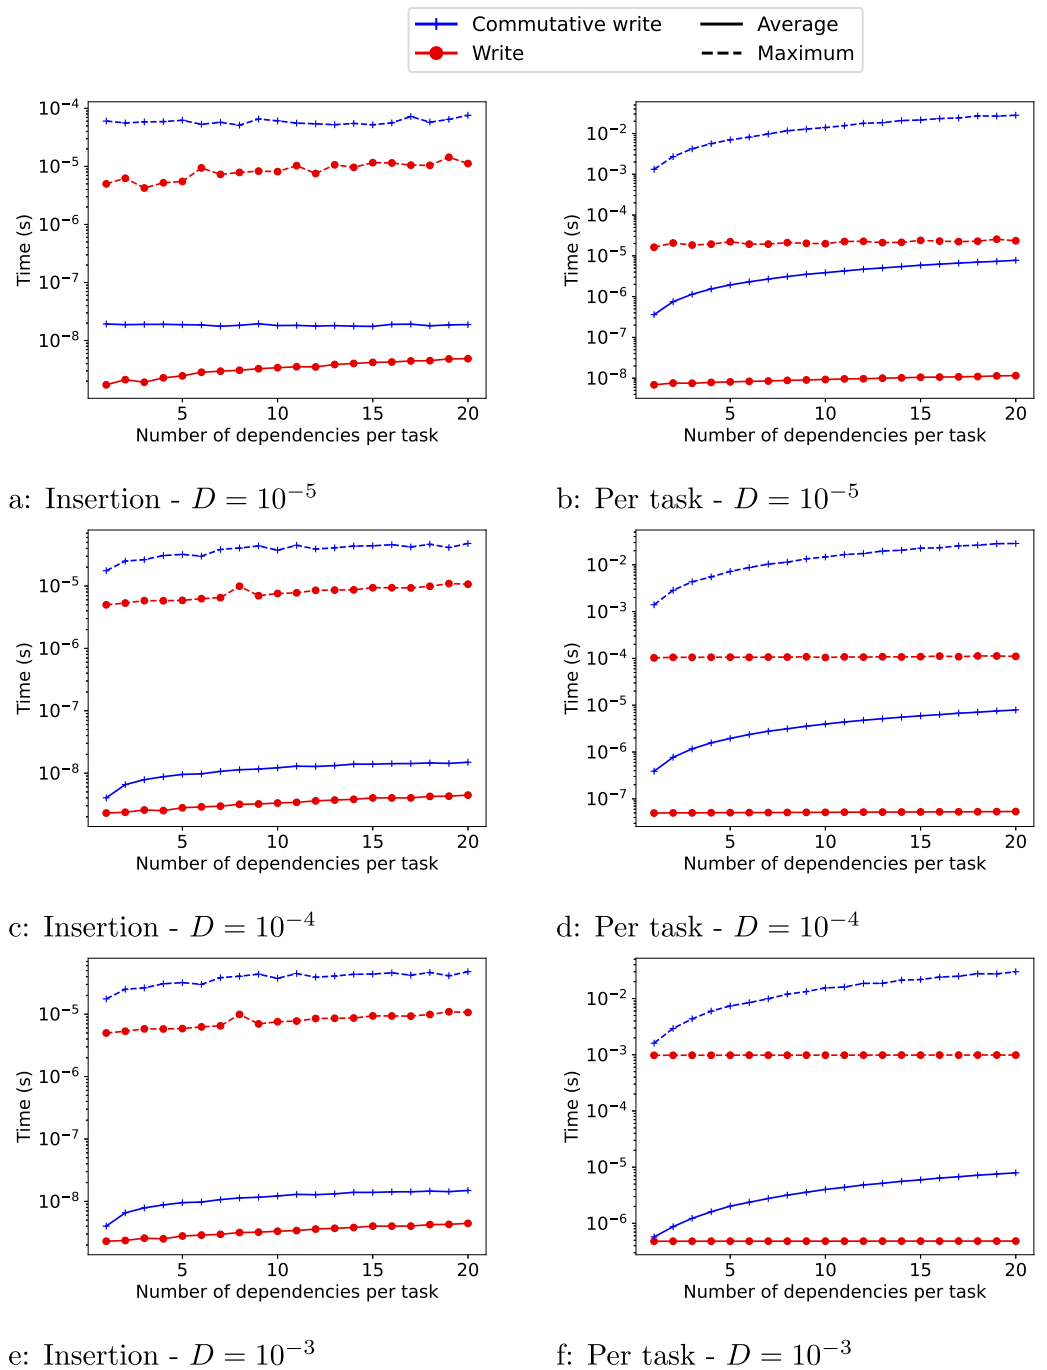 Commutative write
Write
Average
Maximum
10⁻⁴
10⁻⁵
10⁻⁶
10⁻⁷
10⁻⁸
Time (s)
5 10 15 20
Number of dependencies per task
a: Insertion - D = 10⁻⁵
10⁻²
10⁻³
10⁻⁴
10⁻⁵
10⁻⁶
10⁻⁷
10⁻⁸
Time (s)
5 10 15 20
Number of dependencies per task
b: Per task - D = 10⁻⁵
10⁻⁵
10⁻⁶
10⁻⁷
10⁻⁸
Time (s)
5 10 15 20
Number of dependencies per task
c: Insertion - D = 10⁻⁴
10⁻²
10⁻³
10⁻⁴
10⁻⁵
10⁻⁶
10⁻⁷
Time (s)
5 10 15 20
Number of dependencies per task
d: Per task - D = 10⁻⁴
10⁻⁵
10⁻⁶
10⁻⁷
10⁻⁸
Time (s)
5 10 15 20
Number of dependencies per task
e: Insertion - D = 10⁻³
10⁻²
10⁻³
10⁻⁴
10⁻⁵
10⁻⁶
Time (s)
5 10 15 20
Number of dependencies per task
f: Per task - D = 10⁻³